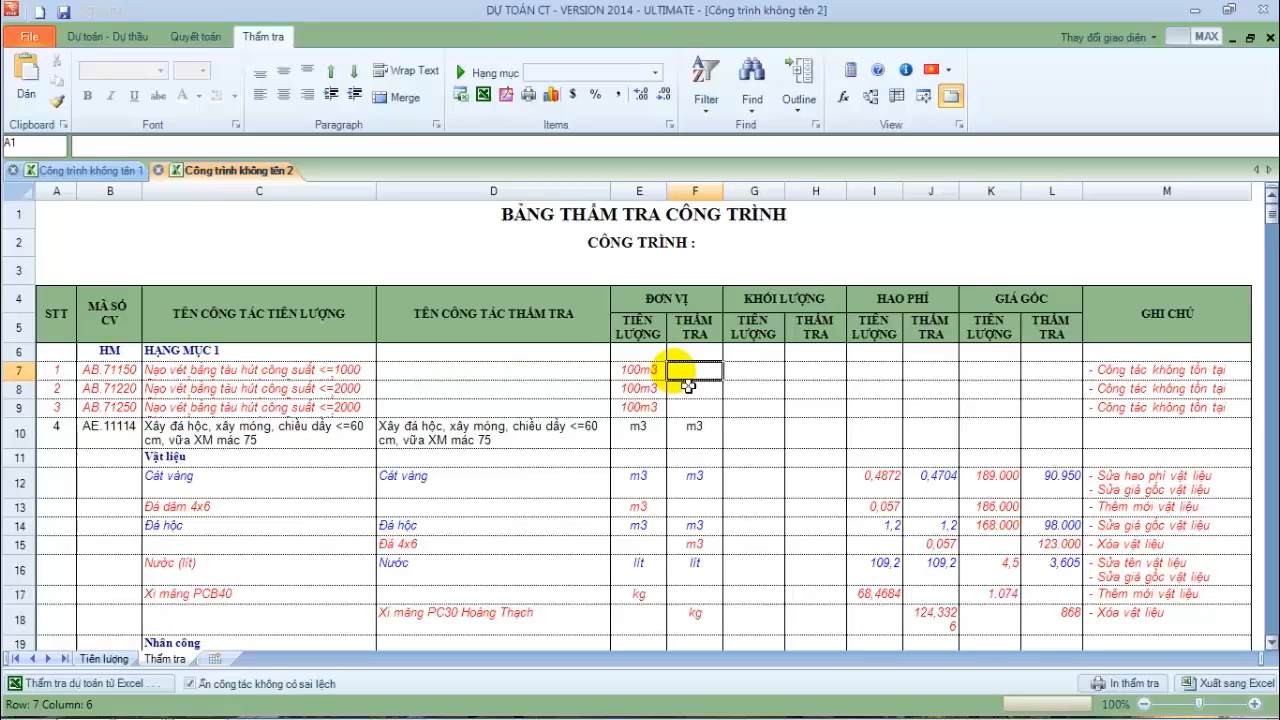 DỰ TOÁN CT - VERSION 2014 - ULTIMATE - [Công trình không tên 2]
File Dự toán - Dự thầu Quyết toán Thẩm tra Thay đổi giao diện MAX
Dán Wrap Text Merge Hạng mục Filter Find Outline
B I U abc A $ % ,
Clipboard Font Paragraph Items Find View
A1
Công trình không tên 1 Công trình không tên 2
A B C D E F G H I J K L M
1 BẢNG THẨM TRA CÔNG TRÌNH
2 CÔNG TRÌNH :
3
4 STT MÃ SỐ CV TÊN CÔNG TÁC TIÊN LƯỢNG TÊN CÔNG TÁC THẨM TRA ĐƠN VỊ KHỐI LƯỢNG HAO PHÍ GIÁ GỐC GHI CHÚ
5 TIÊN LƯỢNG THẨM TRA TIÊN LƯỢNG THẨM TRA TIÊN LƯỢNG THẨM TRA TIÊN LƯỢNG THẨM TRA
6 HM HẠNG MỤC 1
7 1 AB.71150 Nạo vét bằng tàu hút công suất <=1000 100m3 - Công tác không tồn tại
8 2 AB.71220 Nạo vét bằng tàu hút công suất <=2000 100m3 - Công tác không tồn tại
9 3 AB.71250 Nạo vét bằng tàu hút công suất <=2000 100m3 - Công tác không tồn tại
10 4 AE.11114 Xây đá hộc, xây móng, chiều dầy <=60 cm, vữa XM mác 75 Xây đá hộc, xây móng, chiều dầy <=60 cm, vữa XM mác 75 m3 m3
11 Vật liệu
12 Cát vàng Cát vàng m3 m3 0,4872 0,4704 189.000 90.950 - Sửa hao phí vật liệu
- Sửa giá gốc vật liệu
13 Đá dăm 4x6 m3 0,057 186.000 - Thêm mới vật liệu
14 Đá hộc Đá hộc m3 m3 1,2 1,2 168.000 98.000 - Sửa giá gốc vật liệu
15 Đá 4x6 m3 0,057 123.000 - Xóa vật liệu
16 Nước (lít) Nước lít lít 109,2 109,2 4,5 3,605 - Sửa tên vật liệu
- Sửa giá gốc vật liệu
17 Xi măng PCB40 kg 68,4684 1.074 - Thêm mới vật liệu
18 Xi măng PC30 Hoàng Thạch kg 124,3326 868 - Xóa vật liệu
19 Nhân công
Tiên lượng Thẩm tra
Thẩm tra dự toán từ Excel . . . Ẩn công tác không có sai lệch In thẩm tra Xuất sang Excel
Row: 7 Column: 6 100%